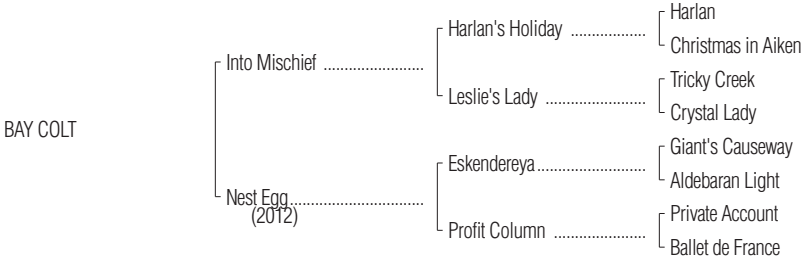 Harlan
Harlan's Holiday ...................
Christmas in Aiken
Into Mischief .........................
Tricky Creek
Leslie's Lady .........................
Crystal Lady
BAY COLT
Giant's Causeway
Eskendereya...........................
Aldebaran Light
Nest Egg.................................
(2012)
Private Account
Profit Column .......................
Ballet de France